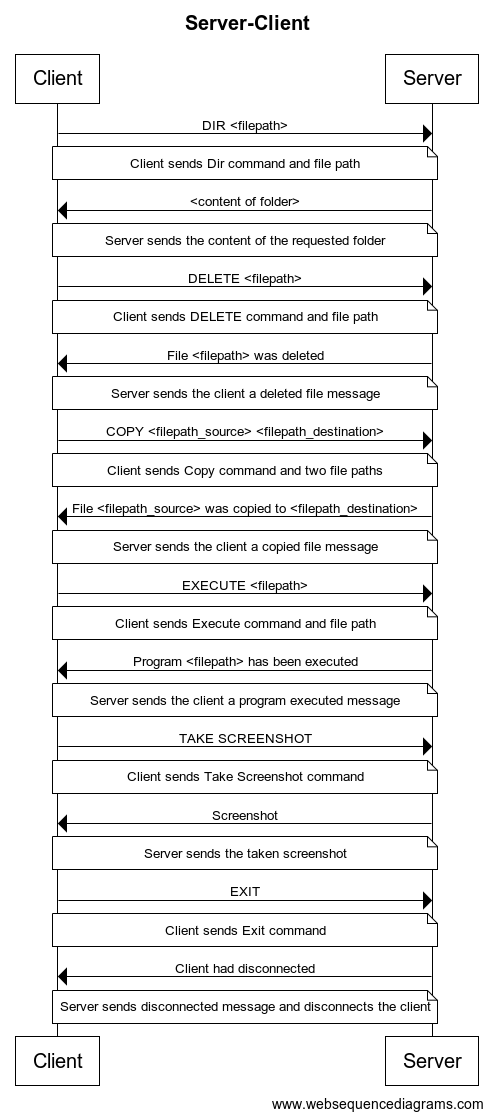 Server-Client
Client Server
DIR <filepath>
Client sends Dir command and file path
<content of folder>
Server sends the content of the requested folder
DELETE <filepath>
Client sends DELETE command and file path
File <filepath> was deleted
Server sends the client a deleted file message
COPY <filepath_source> <filepath_destination>
Client sends Copy command and two file paths
File <filepath_source> was copied to <filepath_destination>
Server sends the client a copied file message
EXECUTE <filepath>
Client sends Execute command and file path
Program <filepath> has been executed
Server sends the client a program executed message
TAKE SCREENSHOT
Client sends Take Screenshot command
Screenshot
Server sends the taken screenshot
EXIT
Client sends Exit command
Client had disconnected
Server sends disconnected message and disconnects the client
Client Server
www.websequencediagrams.com